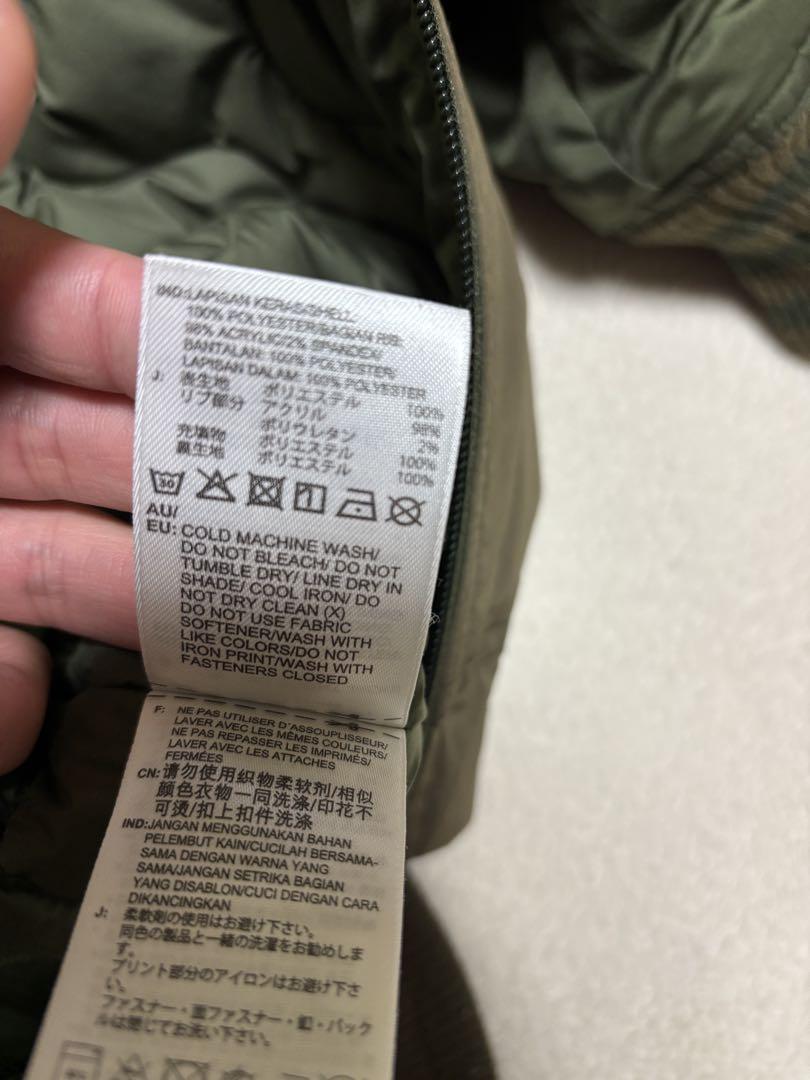 IND:LAPISAN KERAS/SHELL:
100% POLYESTER/BAGIAN RIB:
98% ACRYLIC/2% SPANDEX/
BANTALAN: 100% POLYESTER/
LAPISAN DALAM: 100% POLYESTER
J: 表生地 ポリエステル 100%
リブ部分 アクリル 98%
ポリウレタン 2%
充填物 ポリエステル 100%
裏生地 ポリエステル 100%
30
AU/
EU: COLD MACHINE WASH/
DO NOT BLEACH/ DO NOT
TUMBLE DRY/ LINE DRY IN
SHADE/ COOL IRON/ DO
NOT DRY CLEAN (X)
DO NOT USE FABRIC
SOFTENER/WASH WITH
LIKE COLORS/DO NOT
IRON PRINT/WASH WITH
FASTENERS CLOSED
F: NE PAS UTILISER D'ASSOUPLISSEUR/
LAVER AVEC LES MÊMES COULEURS/
NE PAS REPASSER LES IMPRIMÉS/
LAVER AVEC LES ATTACHES
FERMÉES
CN:请勿使用织物柔软剂/相似
颜色衣物一同洗涤/印花不
可烫/扣上扣件洗涤
IND:JANGAN MENGGUNAKAN BAHAN
PELEMBUT KAIN/CUCILAH BERSAMA-
SAMA DENGAN WARNA YANG
SAMA/JANGAN SETRIKA BAGIAN
YANG DISABLON/CUCI DENGAN CARA
DIKANCINGKAN
J: 柔軟剤の使用はお避け下さい。
同色の製品と一緒の洗濯をお勧めしま
す。
プリント部分のアイロンはお避け下さ
い。
ファスナー・面ファスナー・釦・バック
ルは閉じてお洗い下さい。